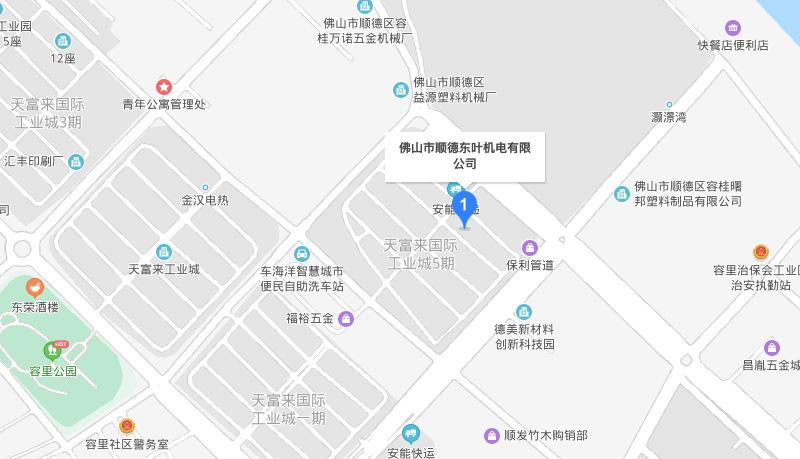 工业园
5座
12座
佛山市顺德区容
桂万诺五金机械厂
快餐店便利店
天富来国际
工业城3期
青年公寓管理处
佛山市顺德区
益源塑料机械厂
灏漂湾
汇丰印刷厂
佛山市顺德东叶机电有限
公司
金汉电热
司
安能
1
佛山市顺德区容桂曙
邦塑料制品有限公司
天富来国际
工业城5期
保利管道
天富来工业城
车海洋智慧城市
便民自助洗车站
容里治保会工业区
治安执勤站
东荣酒楼
福裕五金
德美新材料
创新科技园
HOT
容里公园
昌胤五金城
天富来国际
工业城一期
容里社区警务室
安能快运
顺发竹木购销部